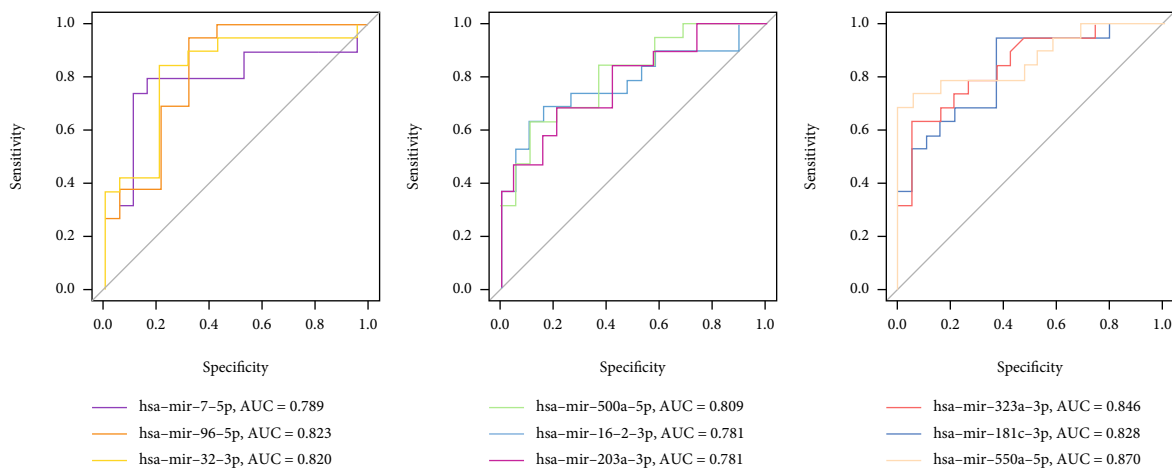 1.0
0.8
0.6
0.4
0.2
0.0
Sensitivity
0.0 0.2 0.4 0.6 0.8 1.0
Specificity
hsa–mir–7–5p, AUC = 0.789
hsa–mir–96–5p, AUC = 0.823
hsa–mir–32–3p, AUC = 0.820
1.0
0.8
0.6
0.4
0.2
0.0
Sensitivity
0.0 0.2 0.4 0.6 0.8 1.0
Specificity
hsa–mir–500a–5p, AUC = 0.809
hsa–mir–16–2–3p, AUC = 0.781
hsa–mir–203a–3p, AUC = 0.781
1.0
0.8
0.6
0.4
0.2
0.0
Sensitivity
0.0 0.2 0.4 0.6 0.8 1.0
Specificity
hsa–mir–323a–3p, AUC = 0.846
hsa–mir–181c–3p, AUC = 0.828
hsa–mir–550a–5p, AUC = 0.870